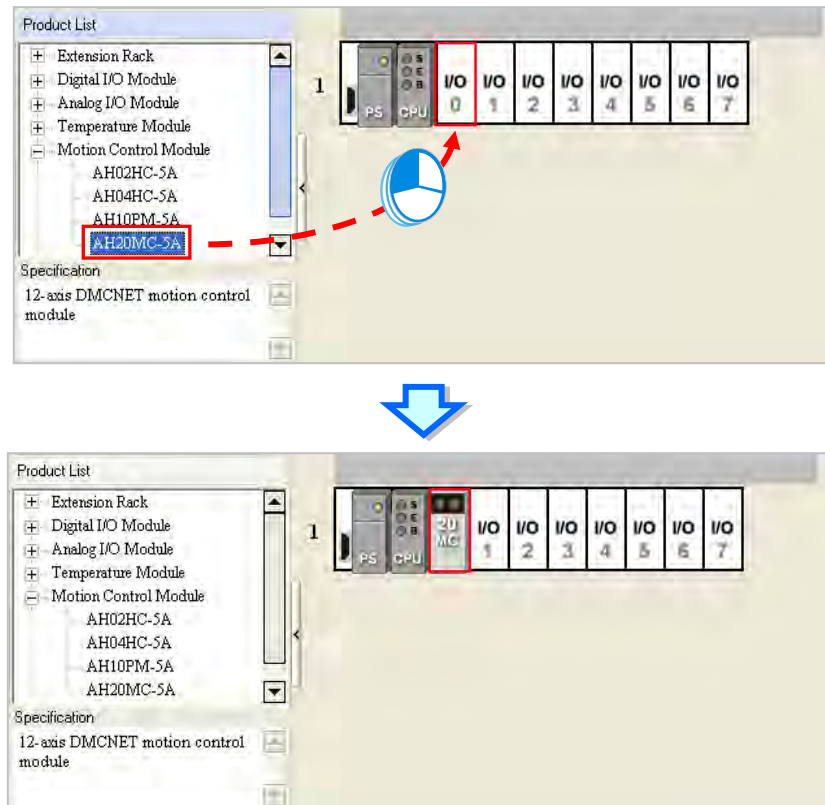 Product List
Extension Rack
Digital I/O Module
Analog I/O Module
Temperature Module
Motion Control Module
AH02HC-5A
AH04HC-5A
AH10PM-5A
AH20MC-5A
Specification
12-axis DMCNET motion control
module
1
PS
CPU
S
E
B
I/O I/O I/O I/O I/O I/O I/O I/O
0 1 2 3 4 5 6 7
Product List
Extension Rack
Digital I/O Module
Analog I/O Module
Temperature Module
Motion Control Module
AH02HC-5A
AH04HC-5A
AH10PM-5A
AH20MC-5A
Specification
12-axis DMCNET motion control
module
1
PS
CPU
S
E
B
20
MC
I/O I/O I/O I/O I/O I/O I/O
1 2 3 4 5 6 7